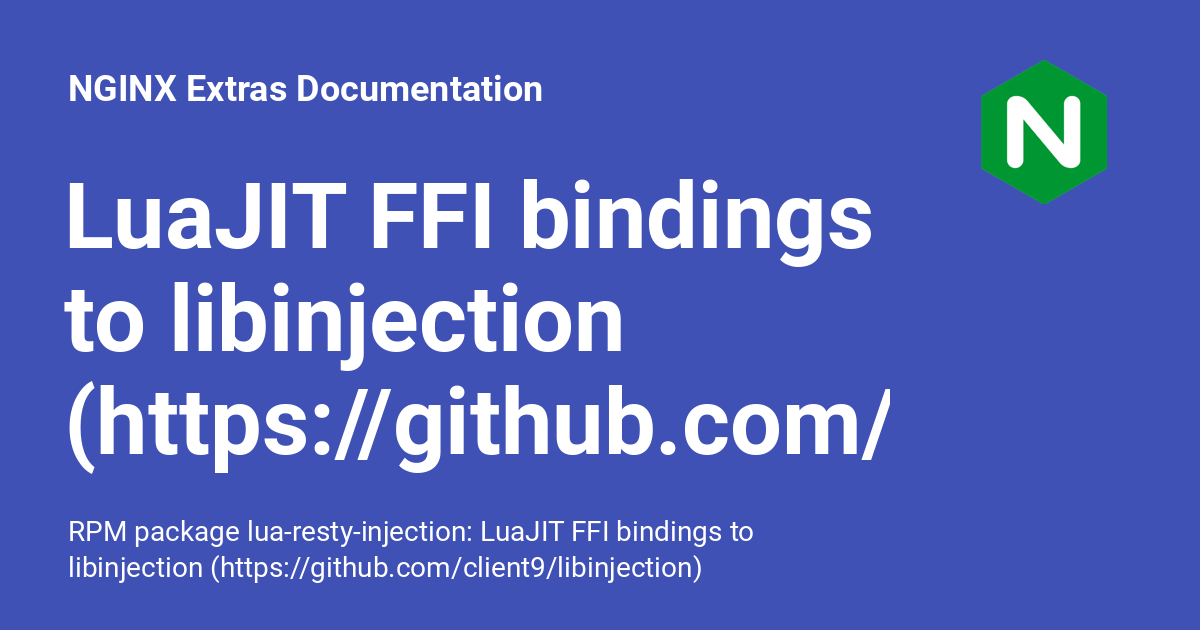 NGINX Extras Documentation
N
LuaJIT FFI bindings
to libinjection
(https://github.com/
RPM package lua-resty-injection: LuaJIT FFI bindings to
libinjection (https://github.com/client9/libinjection)